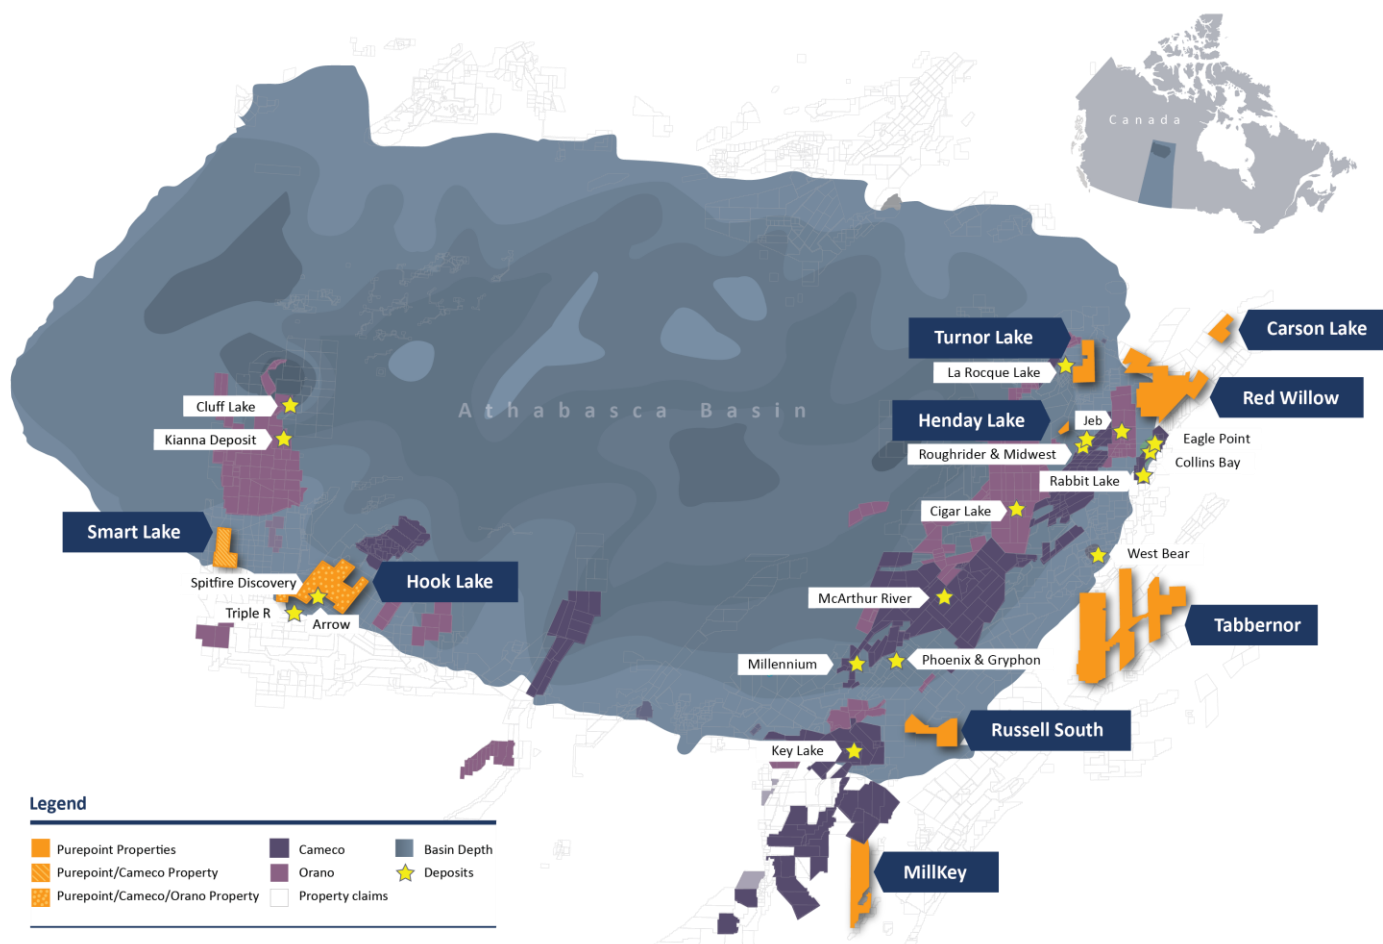 Canada
Carson Lake
Turnor Lake
La Rocque Lake
Red Willow
Athabasca Basin
Cluff Lake
Kianna Deposit
Henday Lake
Jeb
Roughrider & Midwest
Eagle Point
Collins Bay
Rabbit Lake
Cigar Lake
Smart Lake
West Bear
Hook Lake
Spitfire Discovery
Triple R
Arrow
McArthur River
Tabbernor
Millennium
Phoenix & Gryphon
Russell South
Key Lake
MillKey
Legend
Purepoint Properties
Purepoint/Cameco Property
Purepoint/Cameco/Orano Property
Cameco
Orano
Property claims
Basin Depth
Deposits